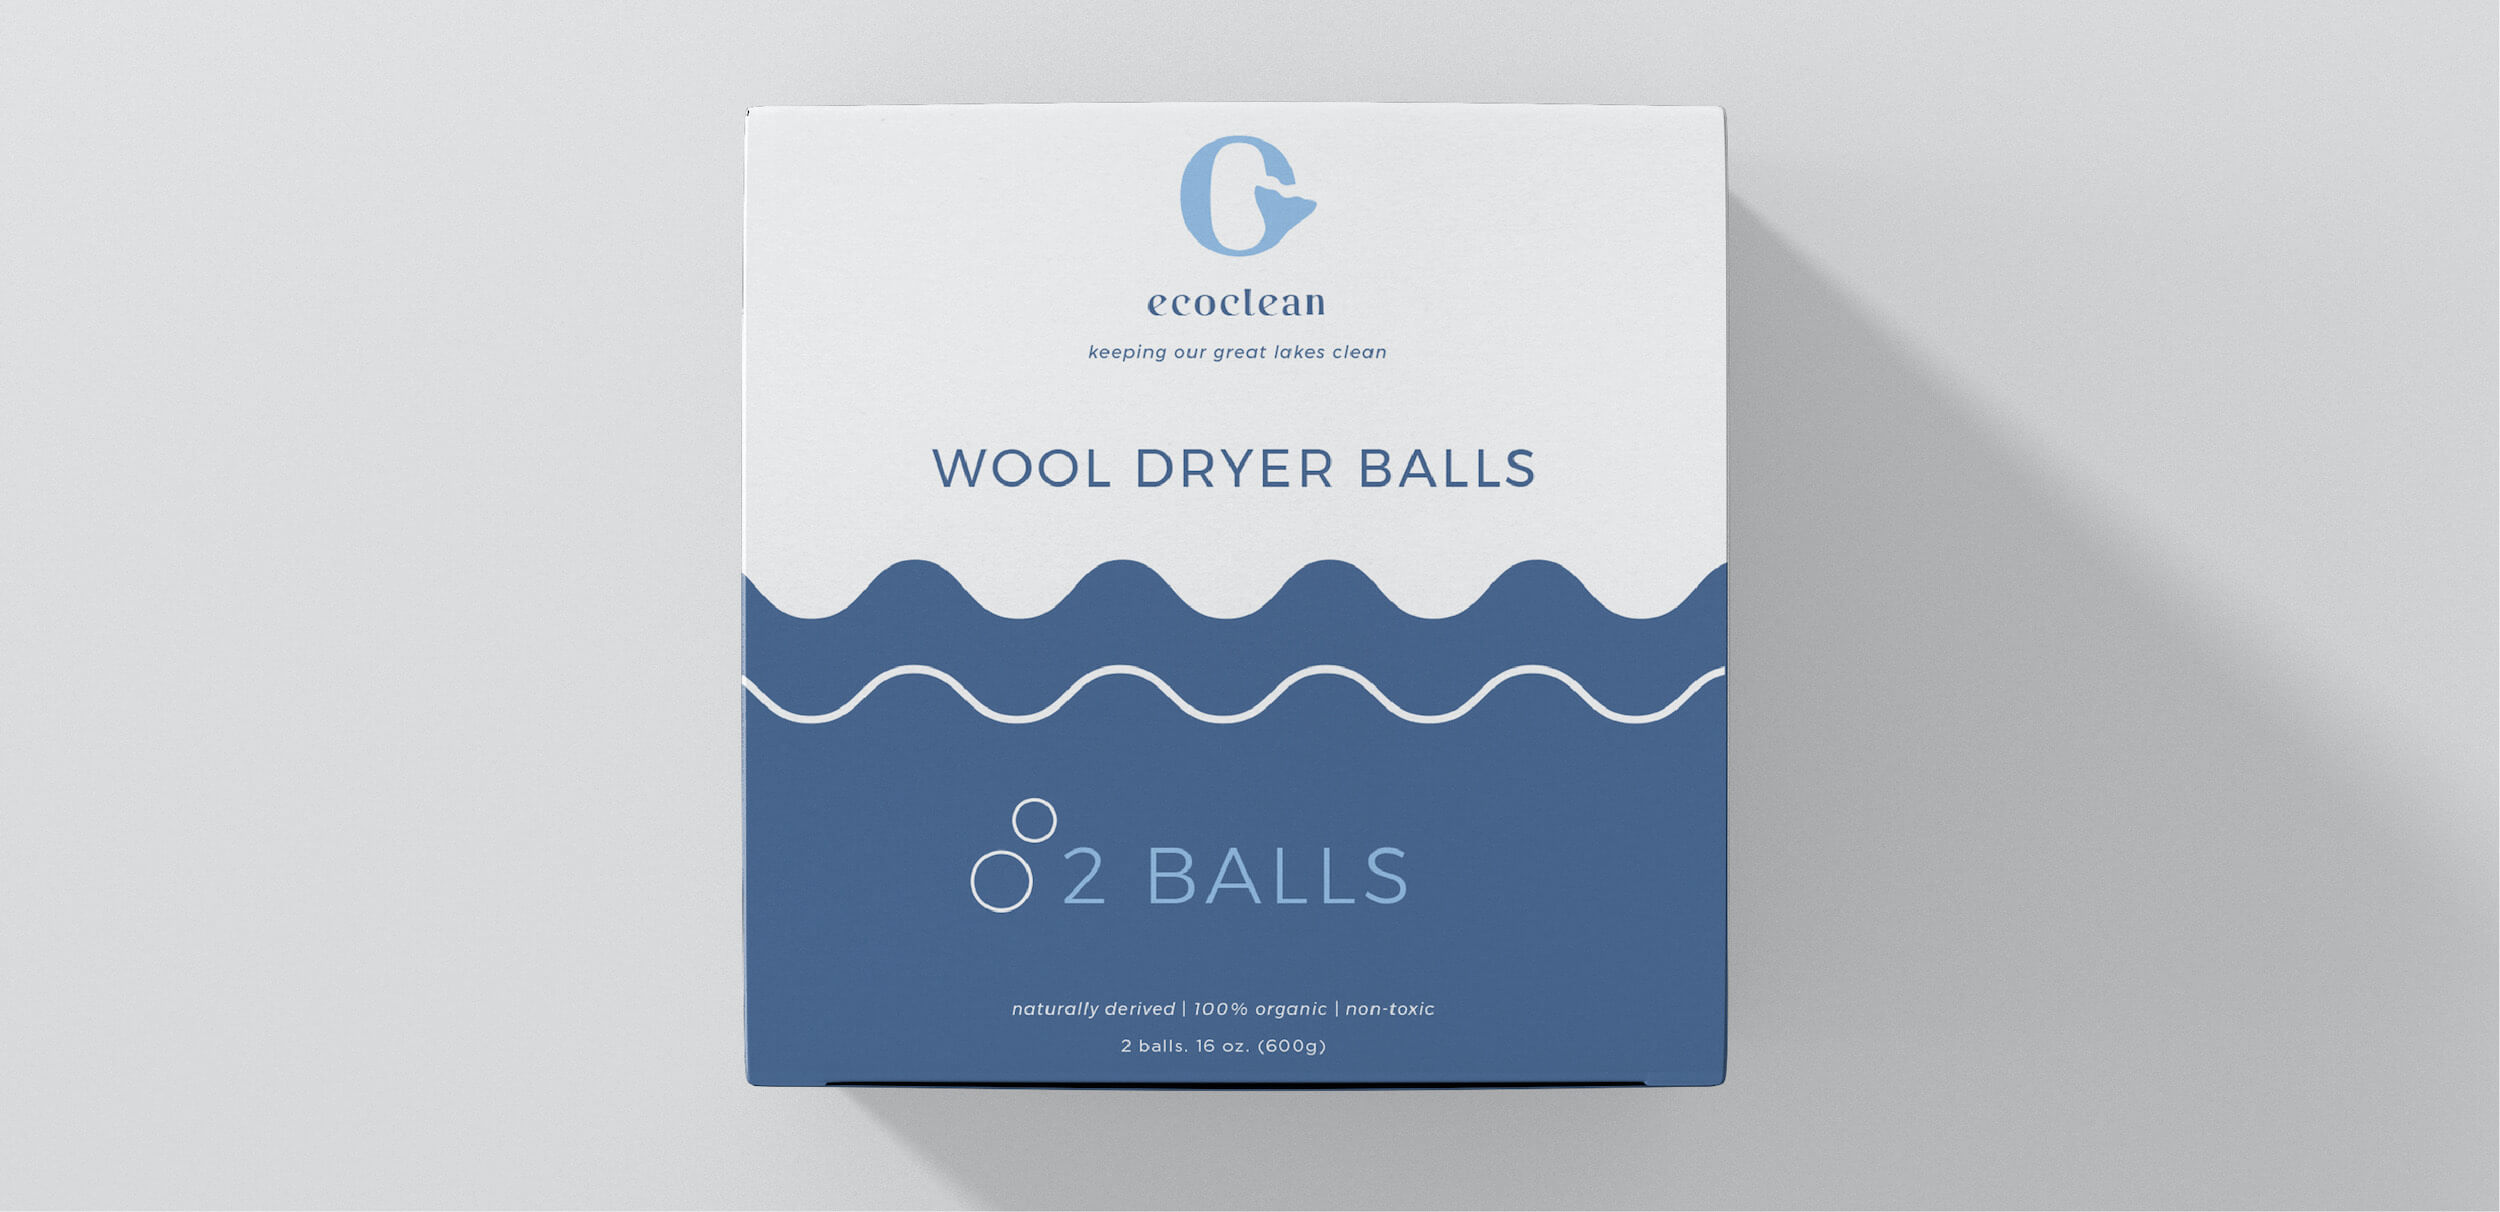 ecoclean
keeping our great lakes clean
WOOL DRYER BALLS
2 BALLS
naturally derived | 100% organic | non-toxic
2 balls. 16 oz. (600g)